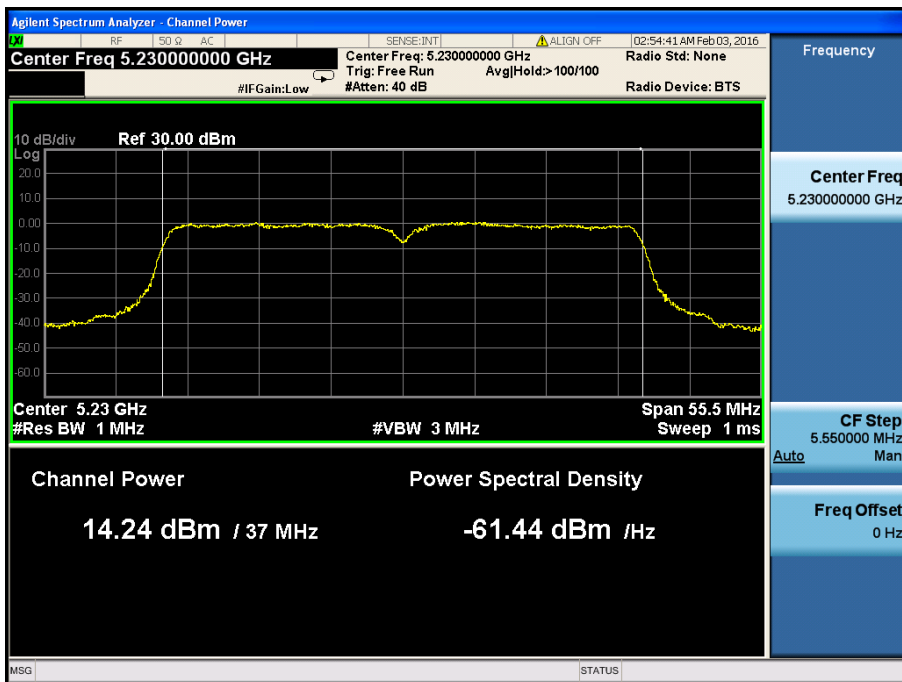 Agilent Spectrum Analyzer - Channel Power
LXI RF 50 Ω AC SENSE:INT ALIGN OFF 02:54:41 AM Feb 03, 2016
Center Freq 5.230000000 GHz
Center Freq: 5.230000000 GHz
Radio Std: None
Trig: Free Run Avg|Hold:> 100/100
#IFGain:Low
#Atten: 40 dB
Radio Device: BTS
10 dB/div Ref 30.00 dBm
Log
20.0
10.0
0.00
-10.0
-20.0
-30.0
-40.0
-50.0
-60.0
Center 5.23 GHz Span 55.5 MHz
#Res BW 1 MHz #VBW 3 MHz Sweep 1 ms
Channel Power Power Spectral Density
14.24 dBm / 37 MHz -61.44 dBm /Hz
Frequency
Center Freq
5.230000000 GHz
CF Step
5.550000 MHz
Auto Man
Freq Offset
0 Hz
MSG STATUS